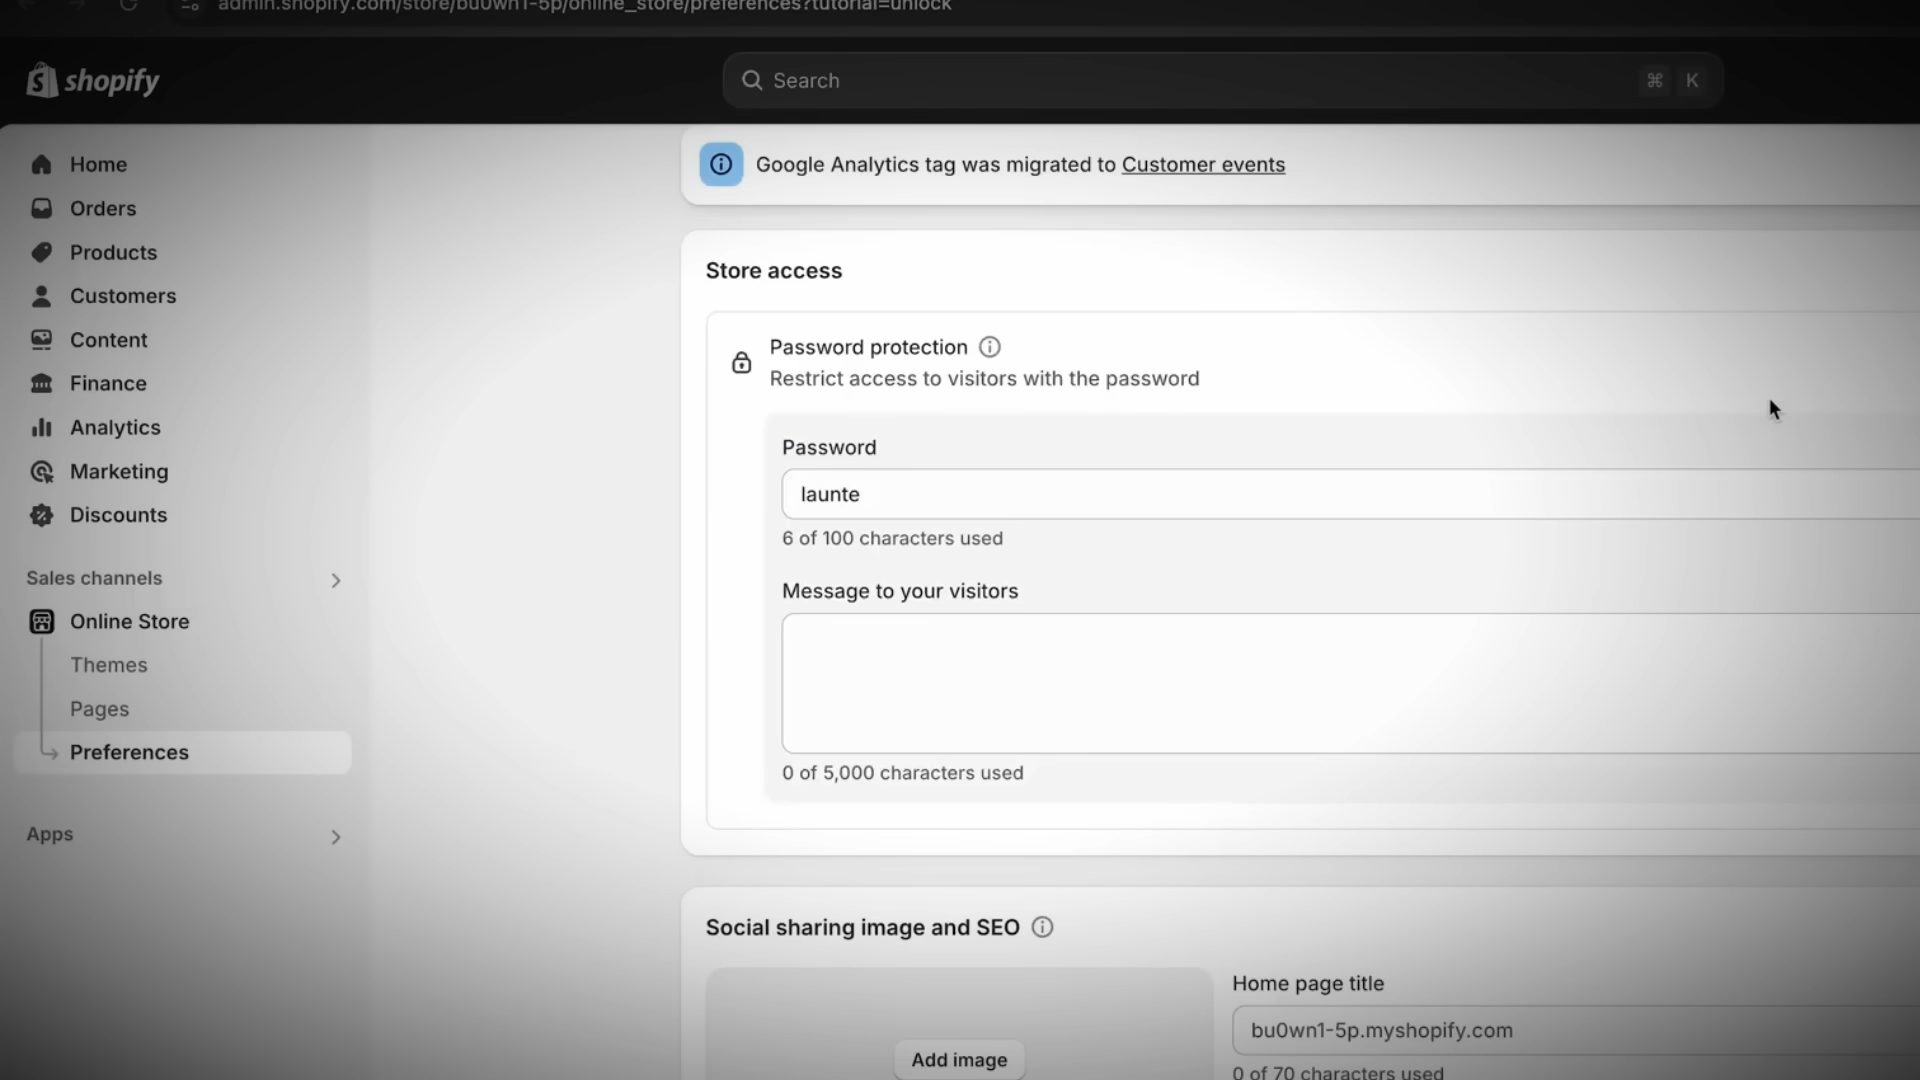 admin.shopify.com/store/bu0wn1-5p/online_store/preferences?tutorial=unlock
shopify
Search
⌘ K
Home
Orders
Products
Customers
Content
Finance
Analytics
Marketing
Discounts
Sales channels
Online Store
Themes
Pages
Preferences
Apps
Google Analytics tag was migrated to Customer events
Store access
Password protection
Restrict access to visitors with the password
Password
launte
6 of 100 characters used
Message to your visitors
0 of 5,000 characters used
Social sharing image and SEO
Add image
Home page title
bu0wn1-5p.myshopify.com
0 of 70 characters used